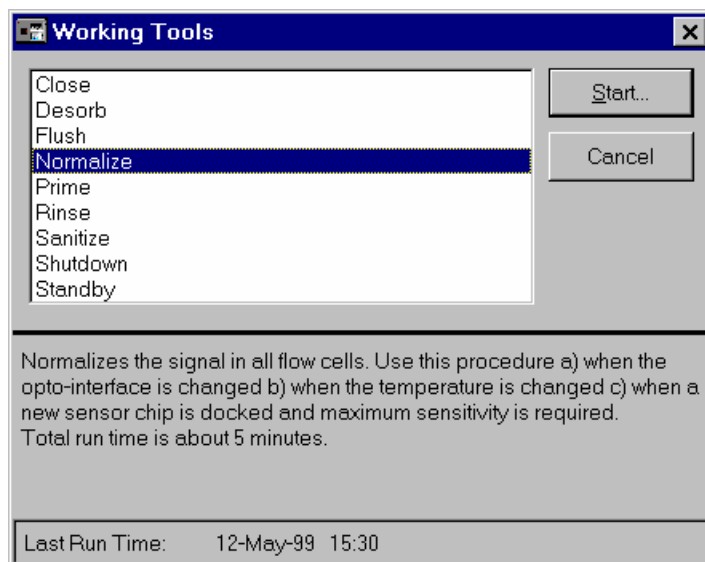 Working Tools
Close
Desorb
Flush
Normalize
Prime
Rinse
Sanitize
Shutdown
Standby
Start...
Cancel
Normalizes the signal in all flow cells. Use this procedure a) when the
opto-interface is changed b) when the temperature is changed c) when a
new sensor chip is docked and maximum sensitivity is required.
Total run time is about 5 minutes.
Last Run Time: 12-May-99 15:30